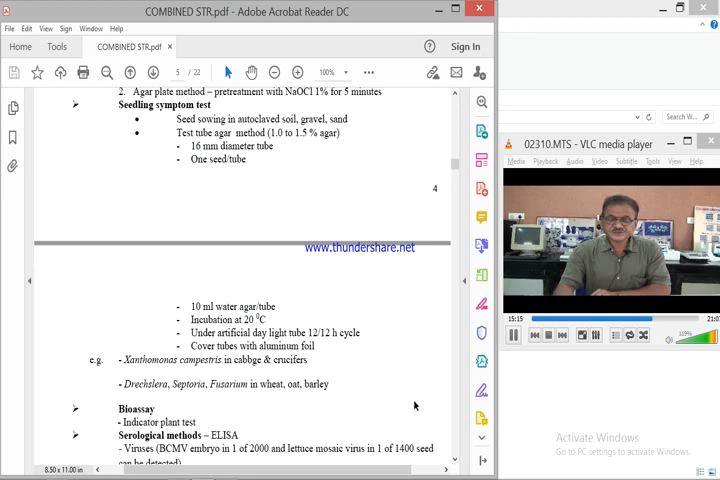 COMBINED STR.pdf - Adobe Acrobat Reader DC
File Edit View Sign Window Help
Home Tools COMBINED STR.pdf × Sign In
5 / 22 100%
2. Agar plate method – pretreatment with NaOCl 1% for 5 minutes
Seedling symptom test
• Seed sowing in autoclaved soil, gravel, sand
• Test tube agar method (1.0 to 1.5 % agar)
- 16 mm diameter tube
- One seed/tube
4
www.thundershare.net
- 10 ml water agar/tube
- Incubation at 20 ⁰C
- Under artificial day light tube 12/12 h cycle
- Cover tubes with aluminum foil
e.g. - Xanthomonas campestris in cabbge & crucifers
- Drechslera, Septoria, Fusarium in wheat, oat, barley
Bioassay
- Indicator plant test
Serological methods – ELISA
- Viruses (BCMV embryo in 1 of 2000 and lettuce mosaic virus in 1 of 1400 seed
can be detected)
8.50 x 11.00 in
Search W...
02310.MTS - VLC media player
Media Playback Audio Video Subtitle Tools View Help
15:15
119%
Activate Windows
Go to PC settings to activate Windows.